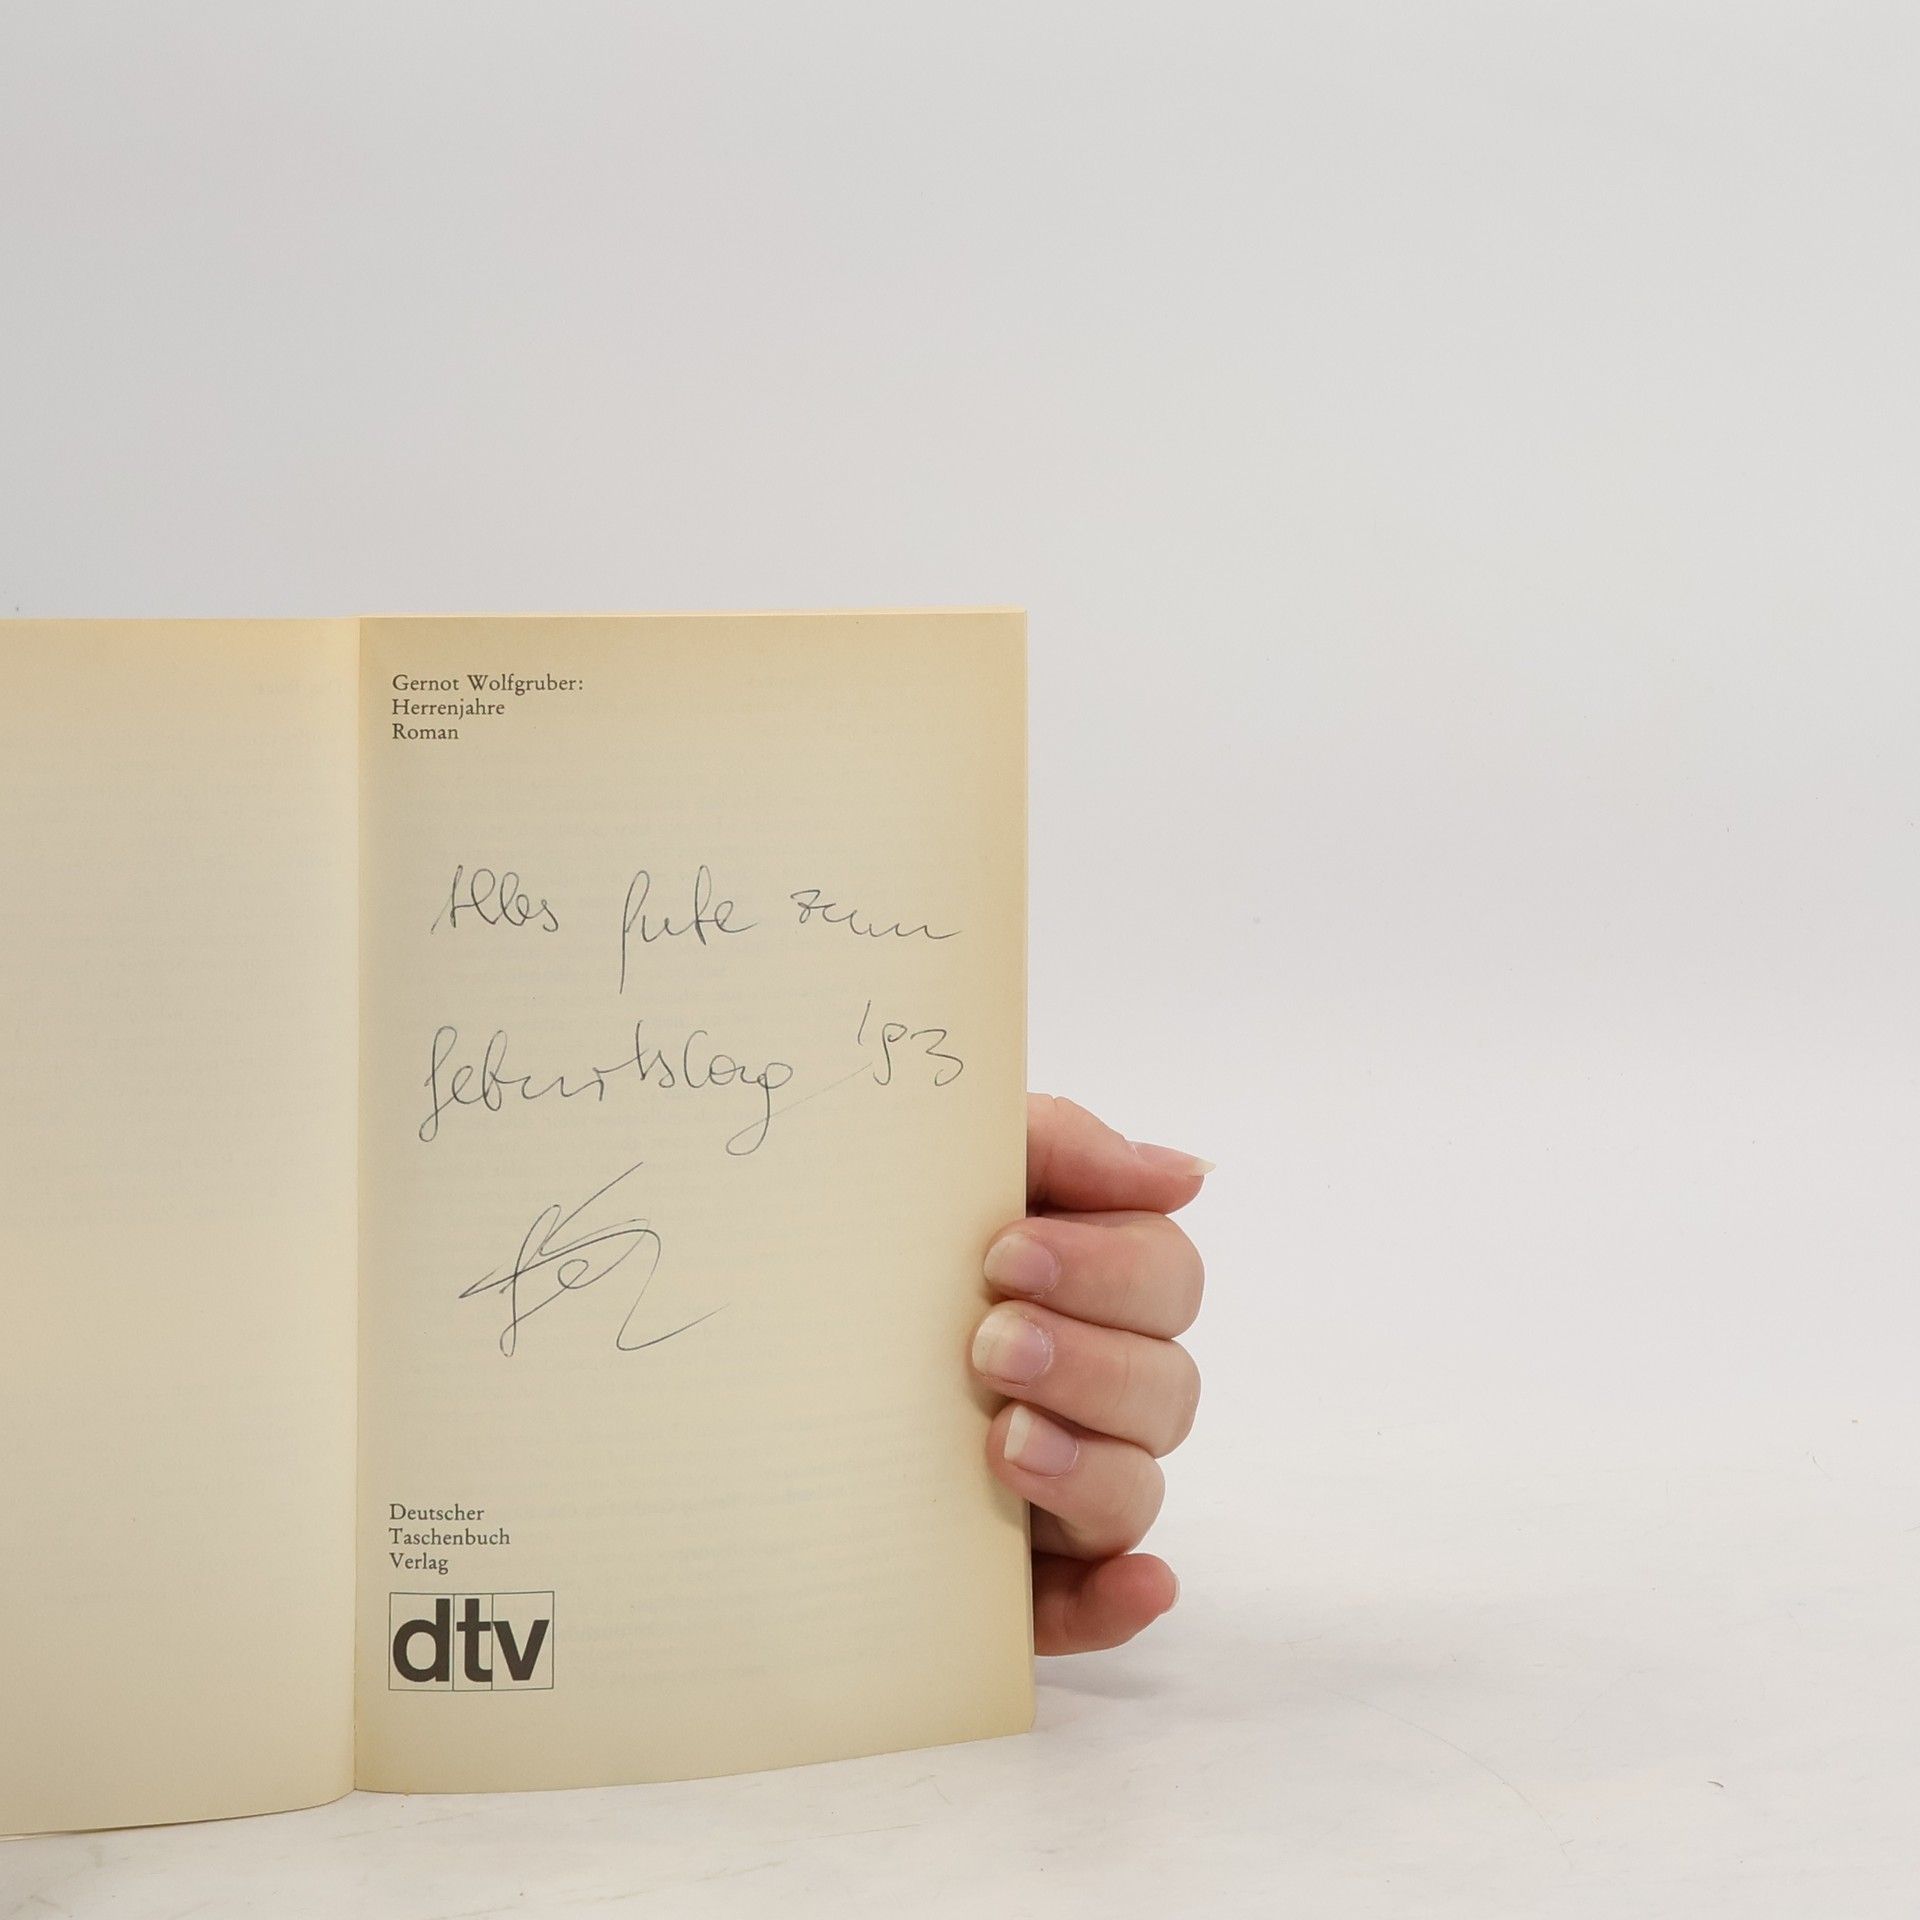 Gernot Wolfgruber:
Herrenjahre
Roman
Alles Gute zum
Geburtstag '93
Deutscher
Taschenbuch
Verlag
dtv